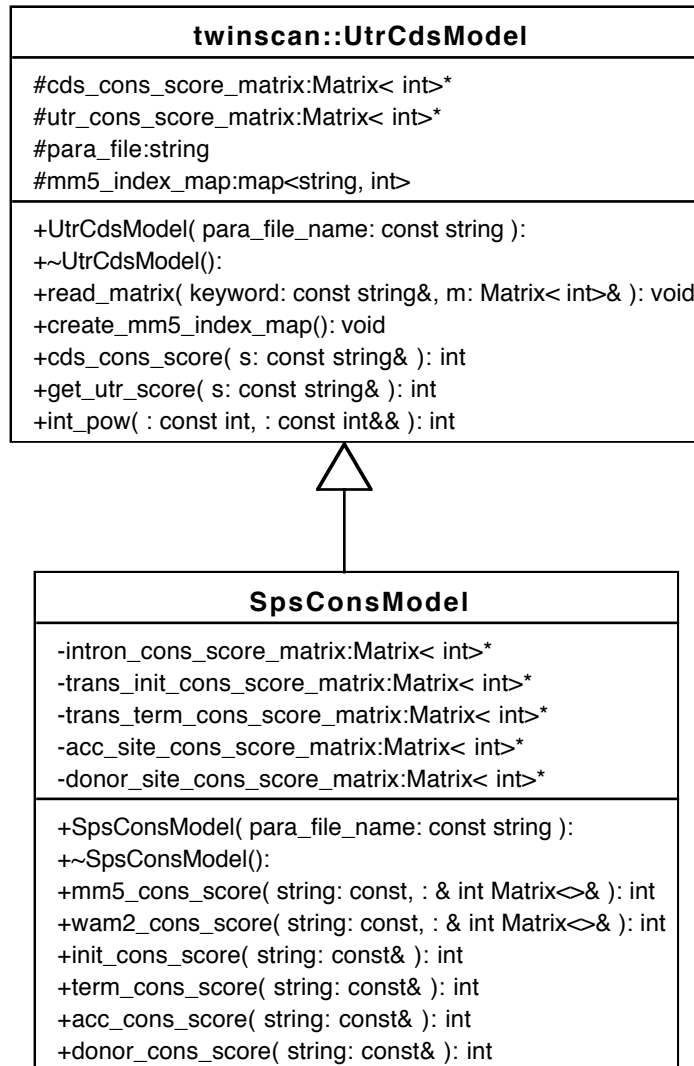 twinscan::UtrCdsModel
#cds_cons_score_matrix:Matrix< int>*
#utr_cons_score_matrix:Matrix< int>*
#para_file:string
#mm5_index_map:map<string, int>
+UtrCdsModel( para_file_name: const string ):
+~UtrCdsModel():
+read_matrix( keyword: const string&, m: Matrix< int>& ): void
+create_mm5_index_map(): void
+cds_cons_score( s: const string& ): int
+get_utr_score( s: const string& ): int
+int_pow( : const int, : const int&& ): int
SpsConsModel
-intron_cons_score_matrix:Matrix< int>*
-trans_init_cons_score_matrix:Matrix< int>*
-trans_term_cons_score_matrix:Matrix< int>*
-acc_site_cons_score_matrix:Matrix< int>*
-donor_site_cons_score_matrix:Matrix< int>*
+SpsConsModel( para_file_name: const string ):
+~SpsConsModel():
+mm5_cons_score( string: const, : & int Matrix<>& ): int
+wam2_cons_score( string: const, : & int Matrix<>& ): int
+init_cons_score( string: const& ): int
+term_cons_score( string: const& ): int
+acc_cons_score( string: const& ): int
+donor_cons_score( string: const& ): int